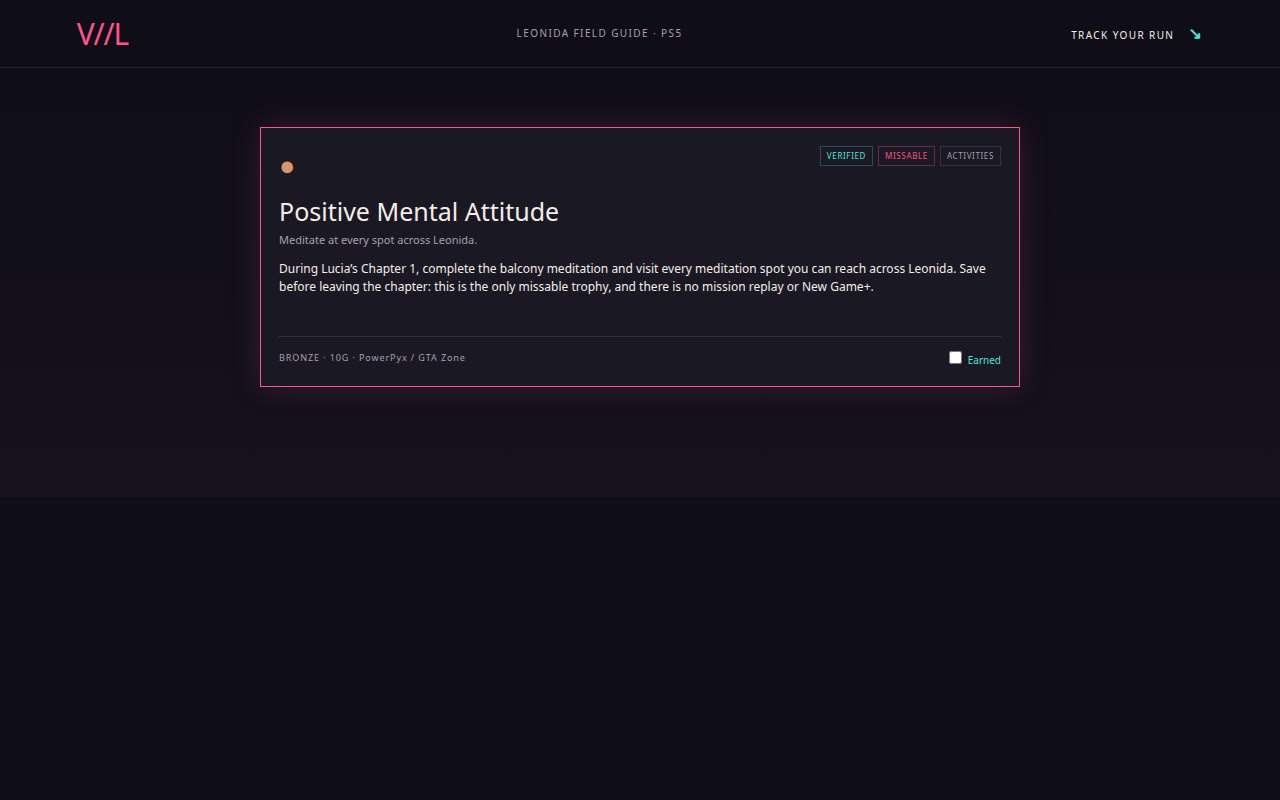 V//L
LEONIDA FIELD GUIDE · PS5
TRACK YOUR RUN ↘
VERIFIED MISSABLE ACTIVITIES
Positive Mental Attitude
Meditate at every spot across Leonida.
During Lucia’s Chapter 1, complete the balcony meditation and visit every meditation spot you can reach across Leonida. Save
before leaving the chapter: this is the only missable trophy, and there is no mission replay or New Game+.
BRONZE · 10G · PowerPyx / GTA Zone
Earned